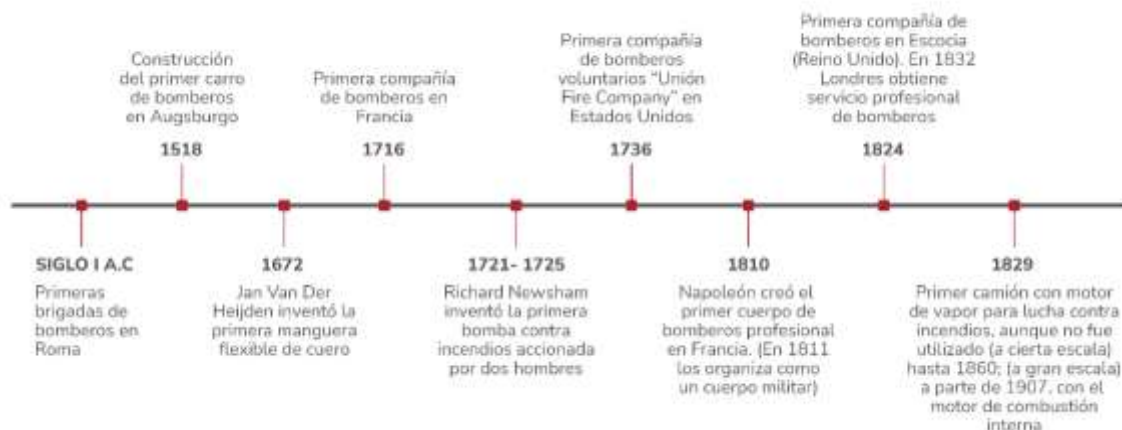 Construcción
del primer carro
de bomberos
en Augsburgo
1518
Primera compañía
de bomberos en
Francia
1716
Primera compañía
de bomberos
voluntarios “Unión
Fire Company” en
Estados Unidos
1736
Primera compañía de
bomberos en Escocia
(Reino Unido). En 1832
Londres obtiene
servicio profesional
de bomberos
1824
SIGLO I A.C
Primeras
brigadas de
bomberos en
Roma
1672
Jan Van Der
Heijden inventó la
primera manguera
flexible de cuero
1721- 1725
Richard Newsham
inventó la primera
bomba contra
incendios accionada
por dos hombres
1810
Napoleón creó el
primer cuerpo de
bomberos profesional
en Francia. (En 1811
los organiza como
un cuerpo militar)
1829
Primer camión con motor
de vapor para lucha contra
incendios, aunque no fue
utilizado (a cierta escala)
hasta 1860; (a gran escala)
a parte de 1907, con el
motor de combustión
interna